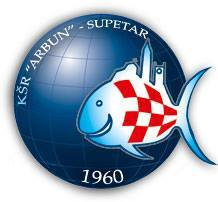 KŠR "ARBUN" - SUPETAR
1960